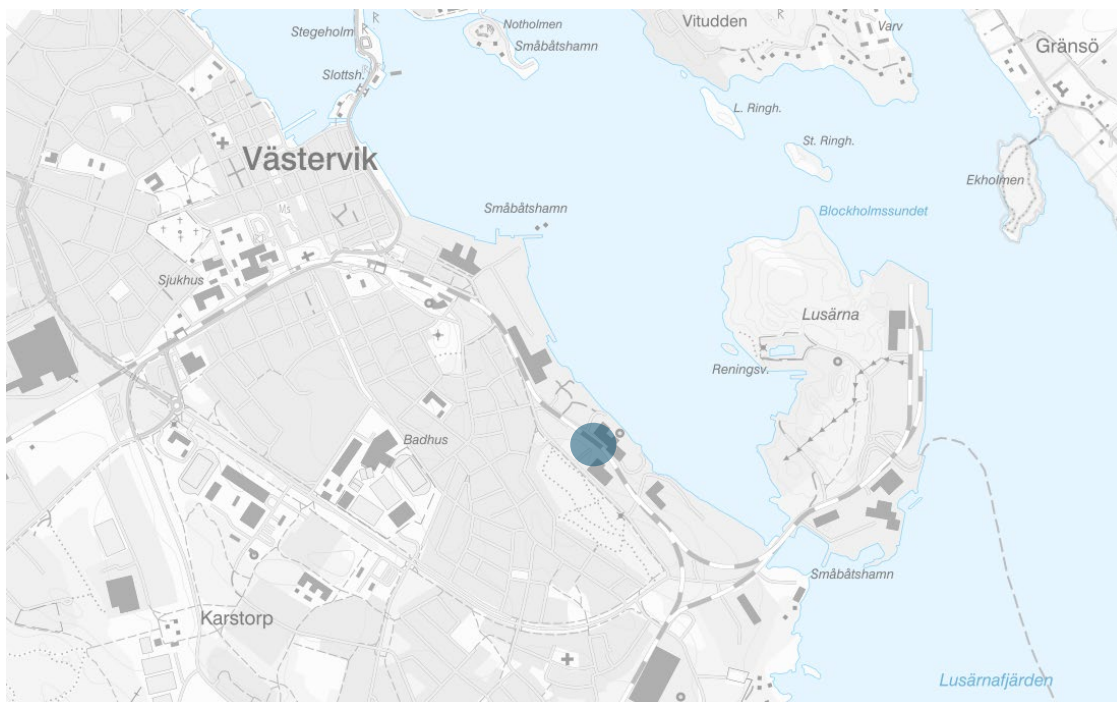 Stegeholm
Notholmen
Småbåtshamn
Vitudden
Varv
Gränsö
Slottsh.
L. Ringh.
St. Ringh.
Västervik
Ekholmen
Småbåtshamn
Blockholmssundet
Ms.
Sjukhus
Lusärna
Reningsv.
Badhus
Småbåtshamn
Karstorp
Lusärnafjärden